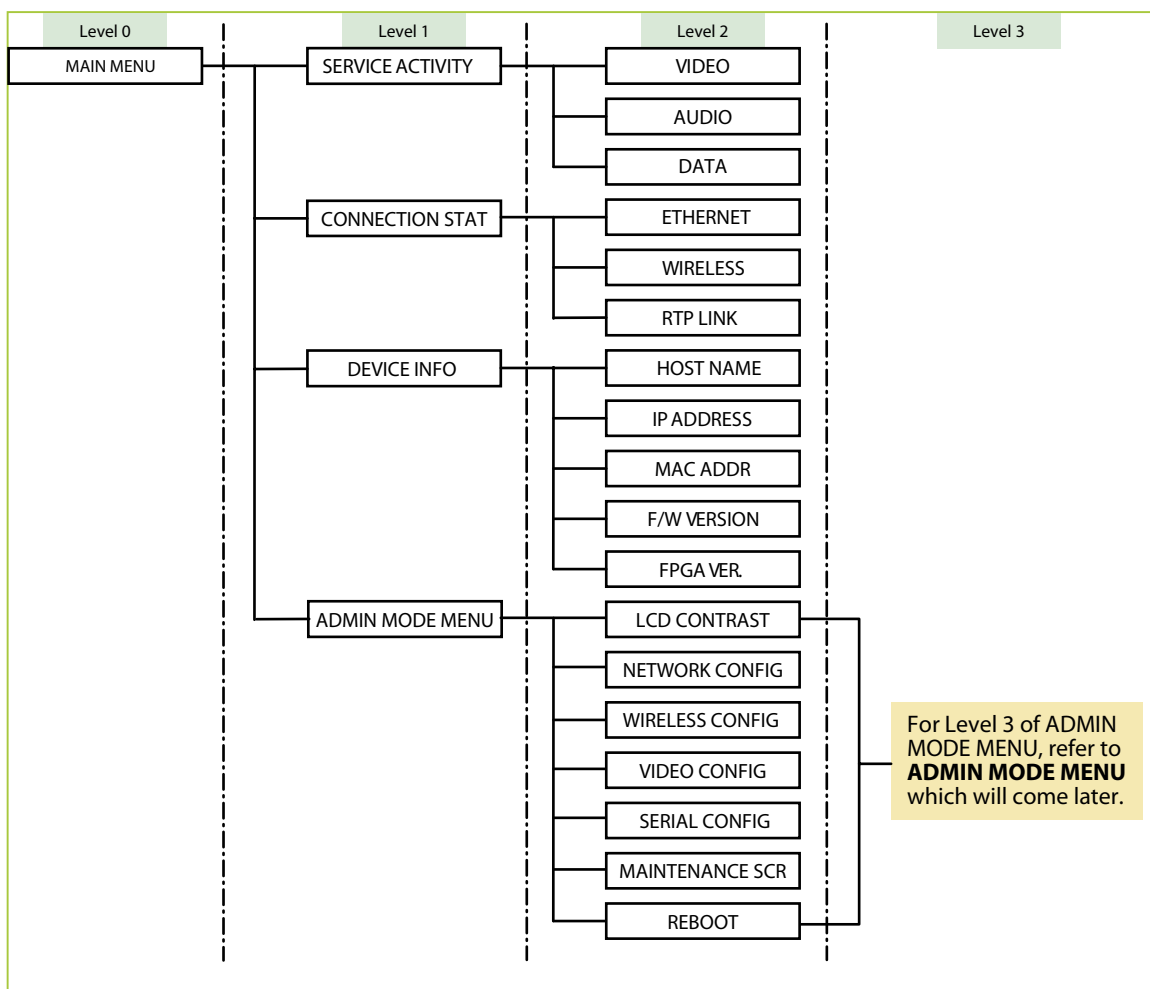 Level 0
Level 1
Level 2
Level 3
MAIN MENU
SERVICE ACTIVITY
VIDEO
AUDIO
DATA
CONNECTION STAT
ETHERNET
WIRELESS
RTP LINK
DEVICE INFO
HOST NAME
IP ADDRESS
MAC ADDR
F/W VERSION
FPGA VER.
ADMIN MODE MENU
LCD CONTRAST
NETWORK CONFIG
WIRELESS CONFIG
VIDEO CONFIG
SERIAL CONFIG
MAINTENANCE SCR
REBOOT
For Level 3 of ADMIN
MODE MENU, refer to
ADMIN MODE MENU
which will come later.